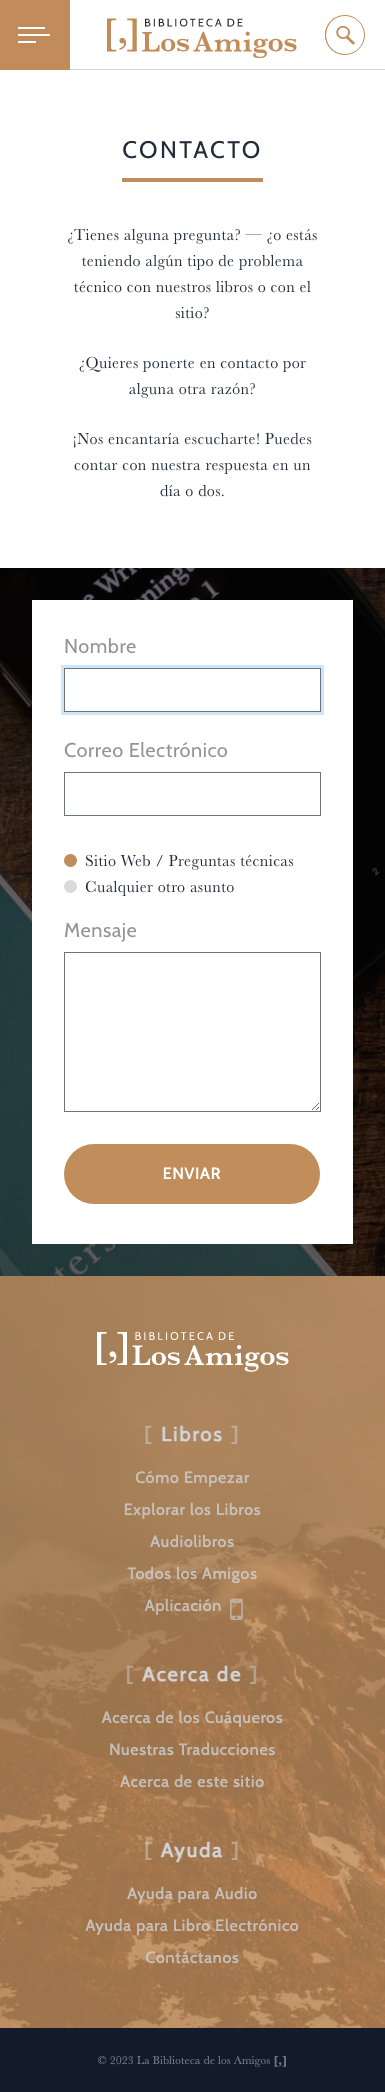 BIBLIOTECA DE
[,] Los Amigos
CONTACTO
¿Tienes alguna pregunta? — ¿o estás
teniendo algún tipo de problema
técnico con nuestros libros o con el
sitio?
¿Quieres ponerte en contacto por
alguna otra razón?
¡Nos encantaría escucharte! Puedes
contar con nuestra respuesta en un
día o dos.
Nombre
Correo Electrónico
Sitio Web / Preguntas técnicas
Cualquier otro asunto
Mensaje
ENVIAR
BIBLIOTECA DE
[,] Los Amigos
[ Libros ]
Cómo Empezar
Explorar los Libros
Audiolibros
Todos los Amigos
Aplicación
[ Acerca de ]
Acerca de los Cuáqueros
Nuestras Traducciones
Acerca de este sitio
[ Ayuda ]
Ayuda para Audio
Ayuda para Libro Electrónico
Contáctanos
© 2023 La Biblioteca de los Amigos [,]